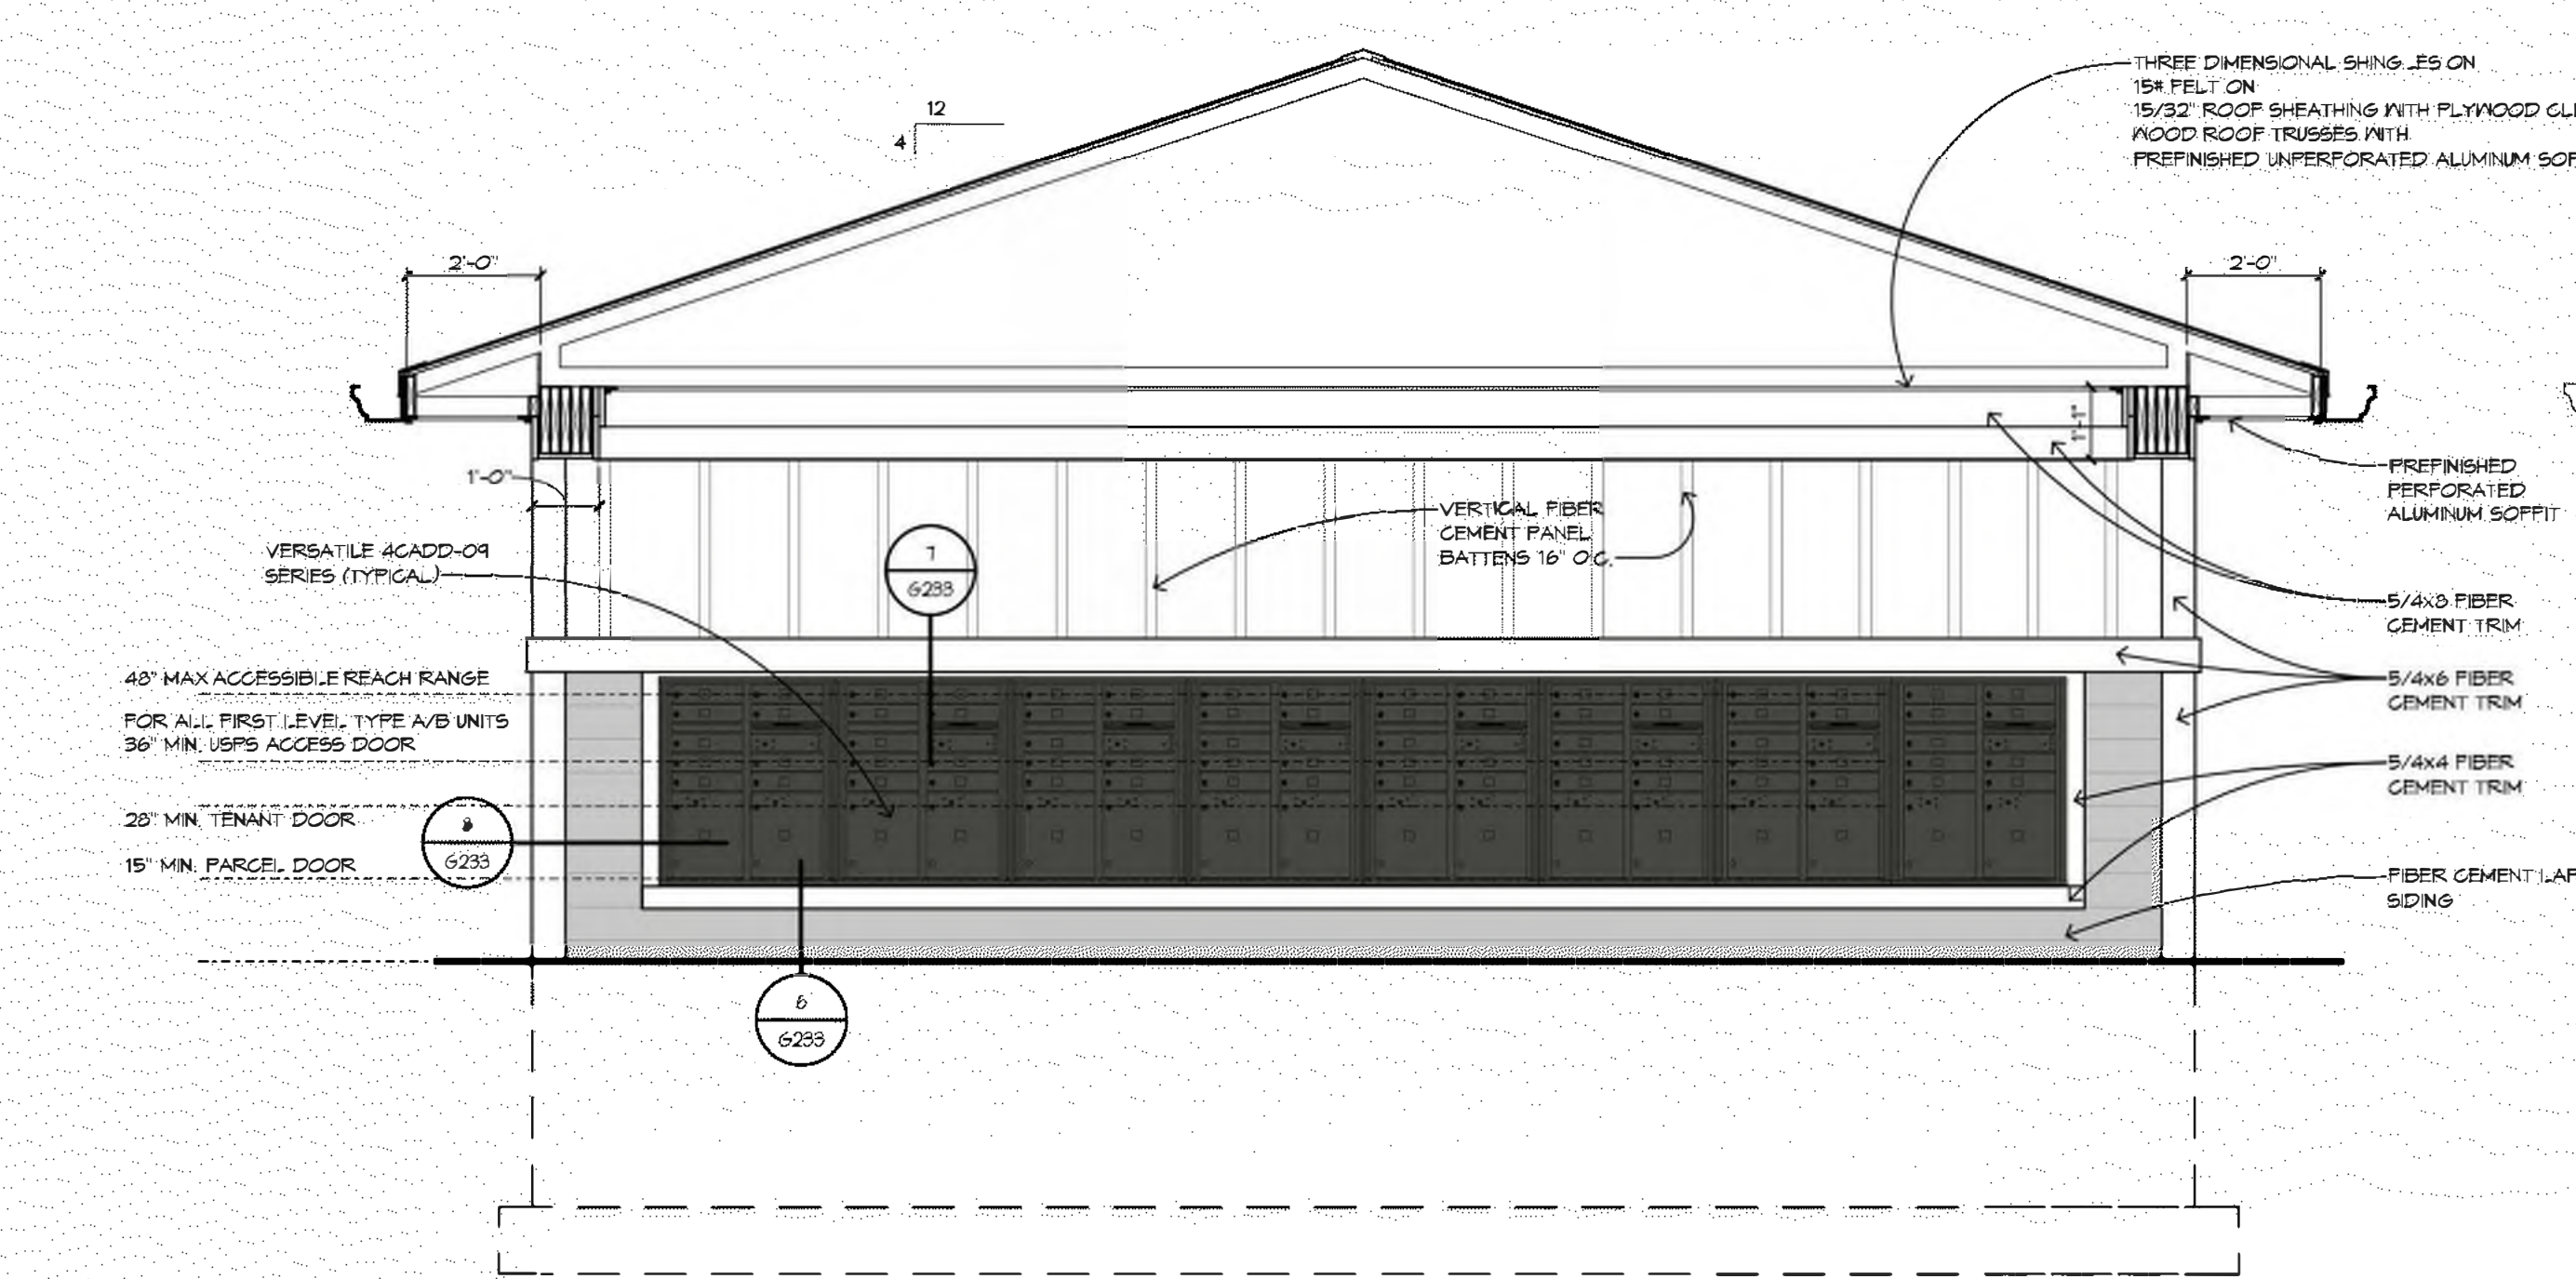 THREE DIMENSIONAL SHINGLES ON
15# FELT ON
15/32" ROOF SHEATHING WITH PLYWOOD
WOOD ROOF TRUSSES WITH
PREFINISHED UNPERFORATED ALUMINUM
12
4
2'-0"
2'-0"
1'-1"
1'-0"
PREFINISHED
PERFORATED
ALUMINUM SOFFIT
VERTICAL FIBER
CEMENT PANEL
BATTENS 16" O.C.
VERSATILE 4CADD-09
SERIES (TYPICAL)
7
G233
5/4x8 FIBER
CEMENT TRIM
48" MAX ACCESSIBLE REACH RANGE
FOR ALL FIRST LEVEL TYPE A/B UNITS
36" MIN. USPS ACCESS DOOR
5/4x6 FIBER
CEMENT TRIM
5/4x4 FIBER
CEMENT TRIM
28" MIN. TENANT DOOR
15" MIN. PARCEL DOOR
8
G233
FIBER CEMENT
SIDING
6
G233